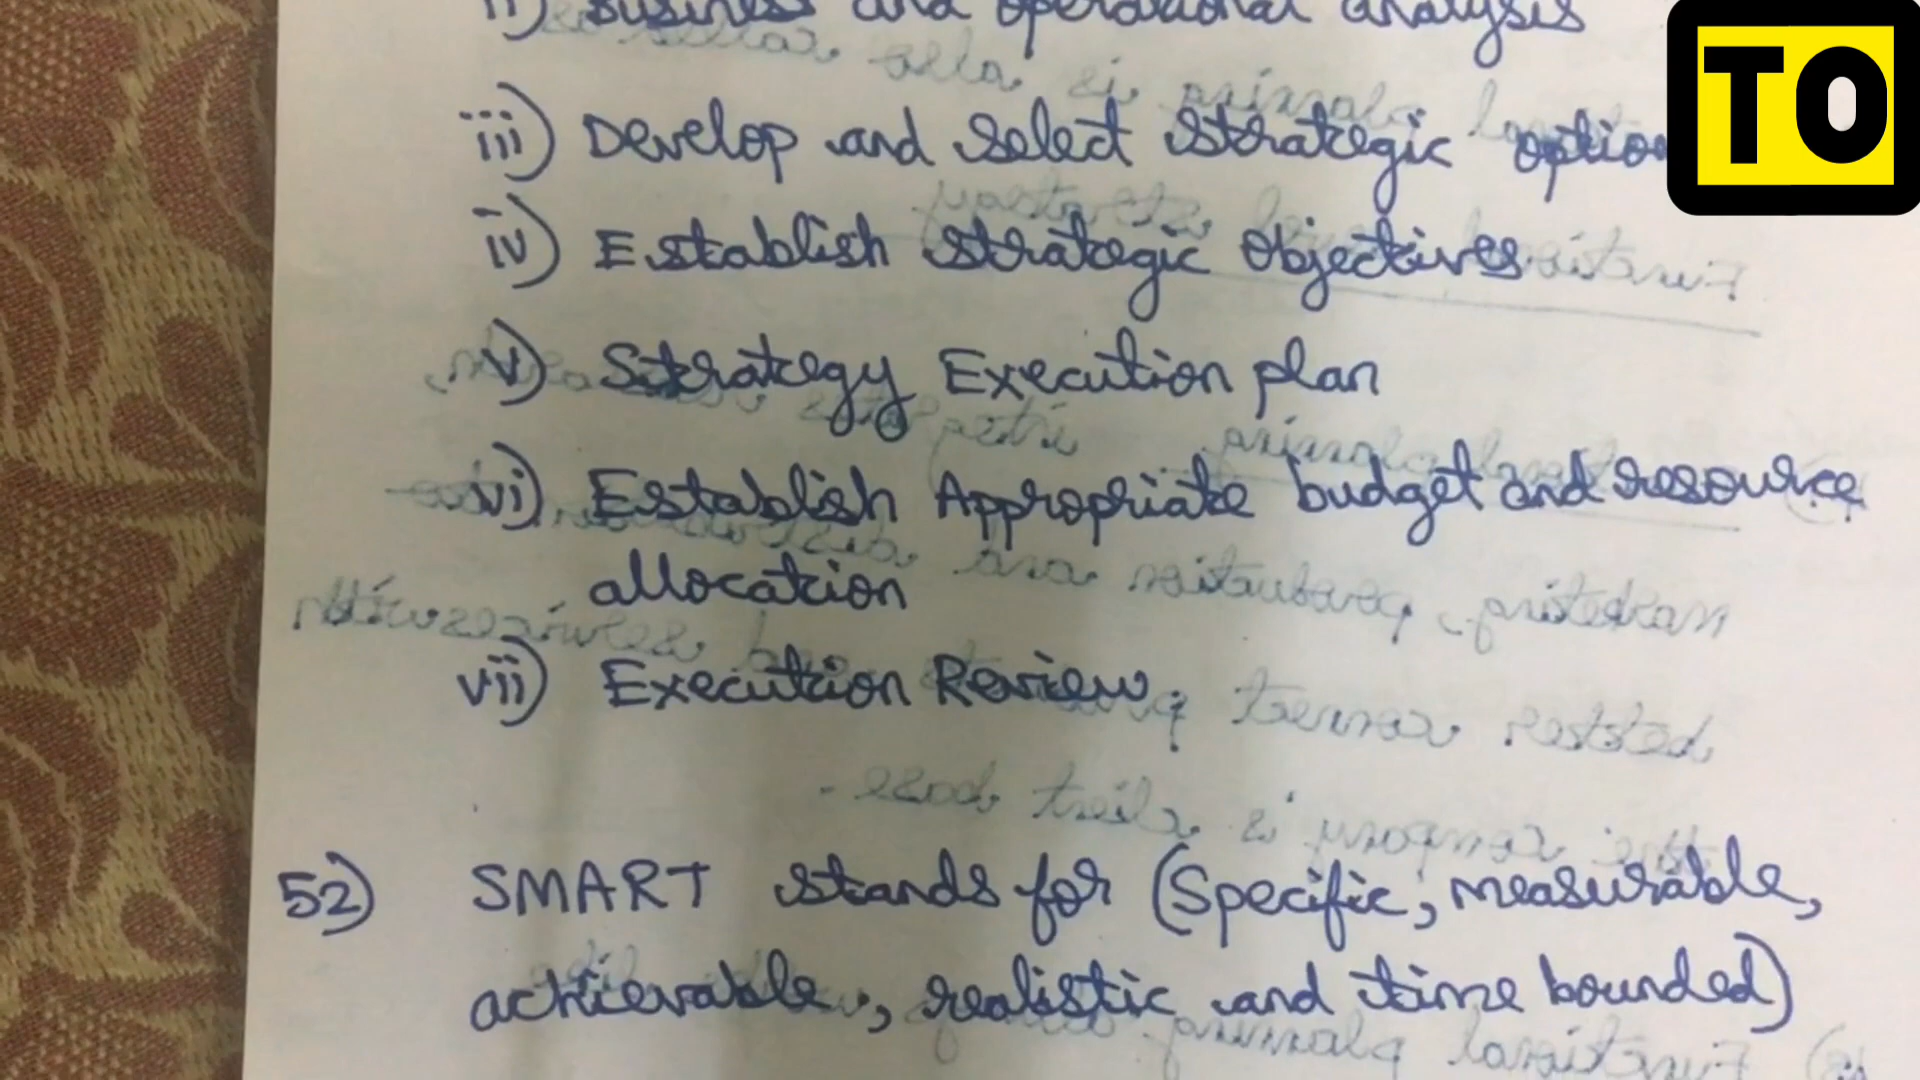 ii) Business and operational analysis
TO
iii) Develop and select strategic option
iv) Establish strategic objectives
v) Strategy Execution plan
vi) Establish Appropriate budget and resource
allocation
vii) Execution Review.
52) SMART stands for (Specific, measurable,
achievable, realistic and time bounded)